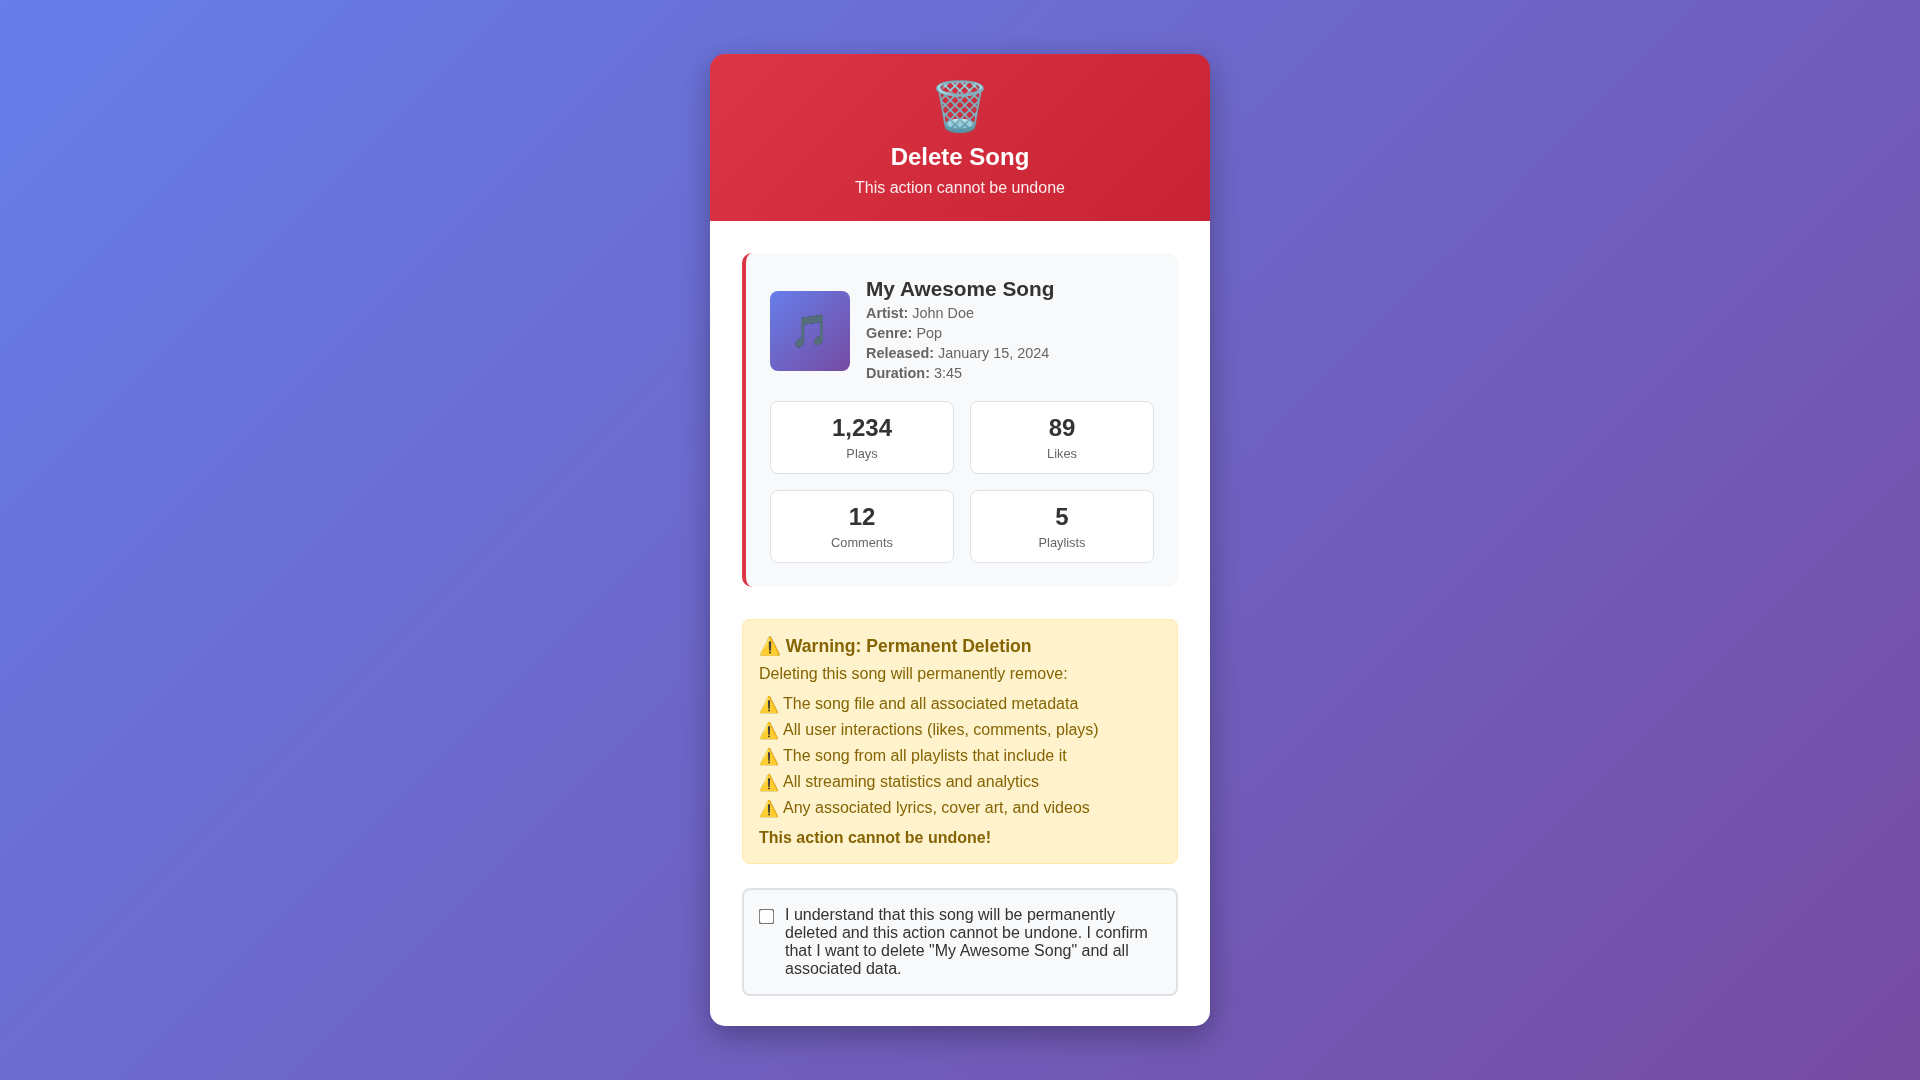 Delete Song
This action cannot be undone
My Awesome Song
Artist: John Doe
Genre: Pop
Released: January 15, 2024
Duration: 3:45
1,234
Plays
89
Likes
12
Comments
5
Playlists
⚠️ Warning: Permanent Deletion
Deleting this song will permanently remove:
⚠️ The song file and all associated metadata
⚠️ All user interactions (likes, comments, plays)
⚠️ The song from all playlists that include it
⚠️ All streaming statistics and analytics
⚠️ Any associated lyrics, cover art, and videos
This action cannot be undone!
I understand that this song will be permanently
deleted and this action cannot be undone. I confirm
that I want to delete "My Awesome Song" and all
associated data.